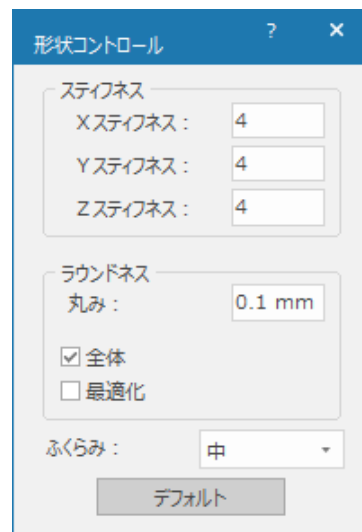 形状コントロール ? ×
スティフネス
Xスティフネス : 4
Yスティフネス : 4
Zスティフネス : 4
ラウンドネス
丸み : 0.1 mm
全体
最適化
ふくらみ : 中
デフォルト